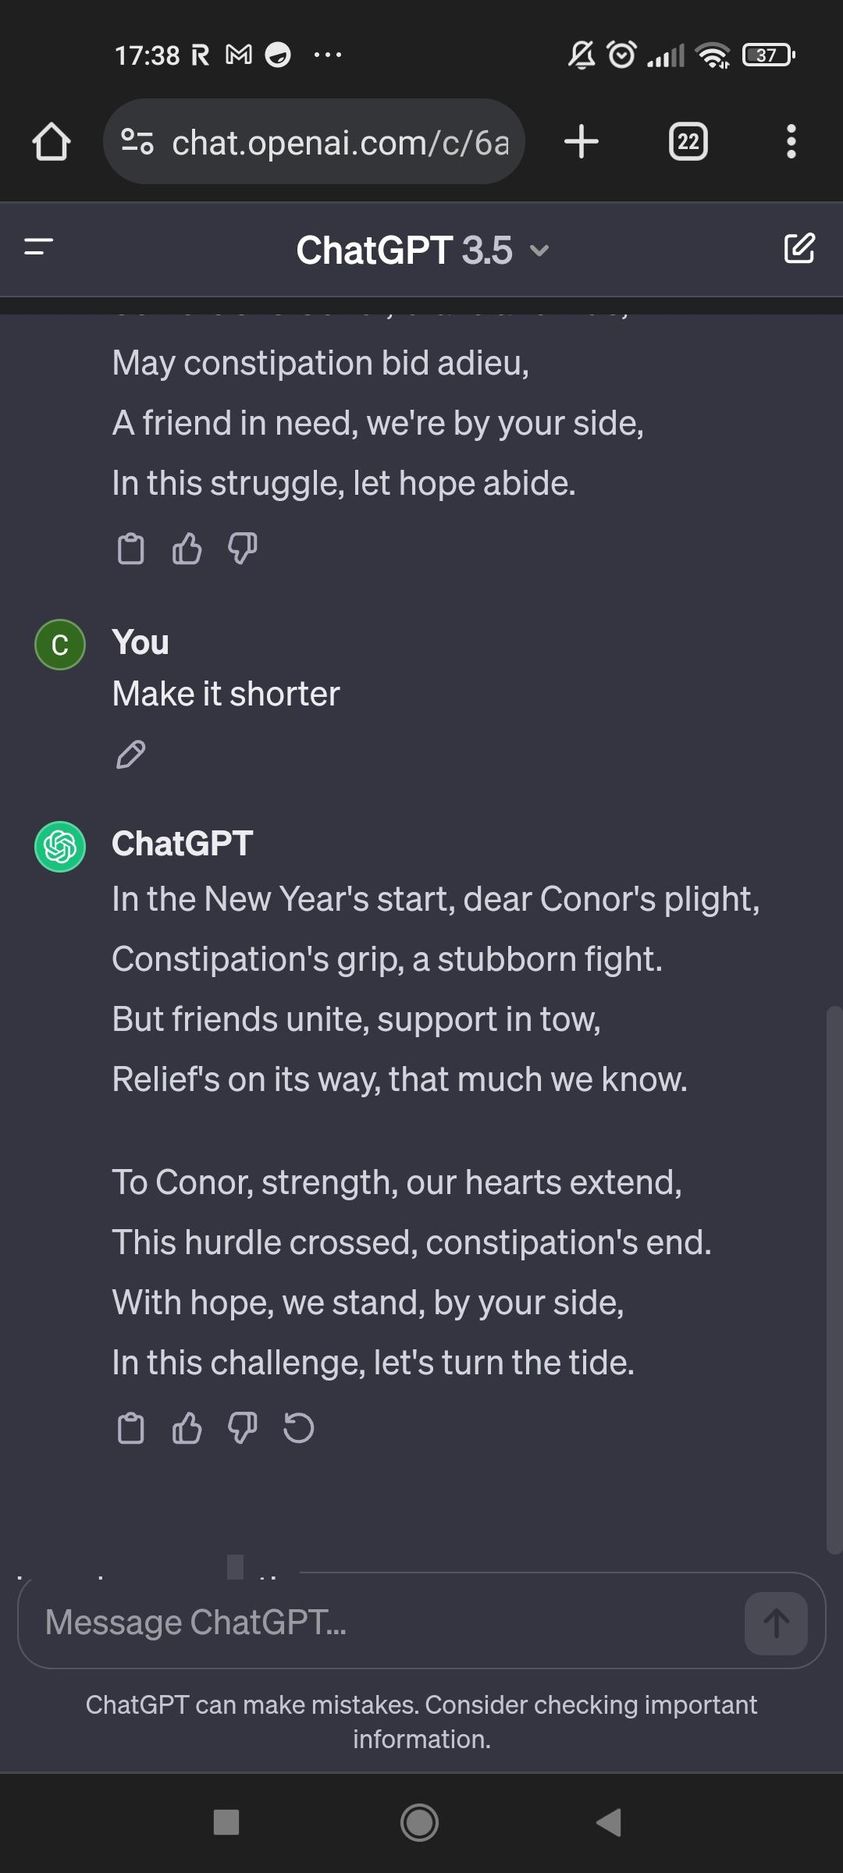 17:38
37
chat.openai.com/c/6a
22
ChatGPT 3.5
May constipation bid adieu,
A friend in need, we're by your side,
In this struggle, let hope abide.
C
You
Make it shorter
ChatGPT
In the New Year's start, dear Conor's plight,
Constipation's grip, a stubborn fight.
But friends unite, support in tow,
Relief's on its way, that much we know.
To Conor, strength, our hearts extend,
This hurdle crossed, constipation's end.
With hope, we stand, by your side,
In this challenge, let's turn the tide.
Message ChatGPT...
ChatGPT can make mistakes. Consider checking important
information.